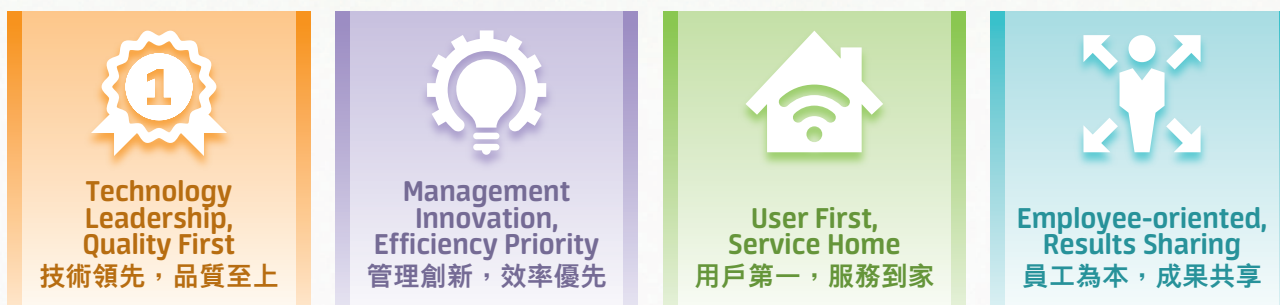 1
Technology
Leadership,
Quality First
技術領先，品質至上
Management
Innovation,
Efficiency Priority
管理創新，效率優先
User First,
Service Home
用戶第一，服務到家
Employee-oriented,
Results Sharing
員工為本，成果共享